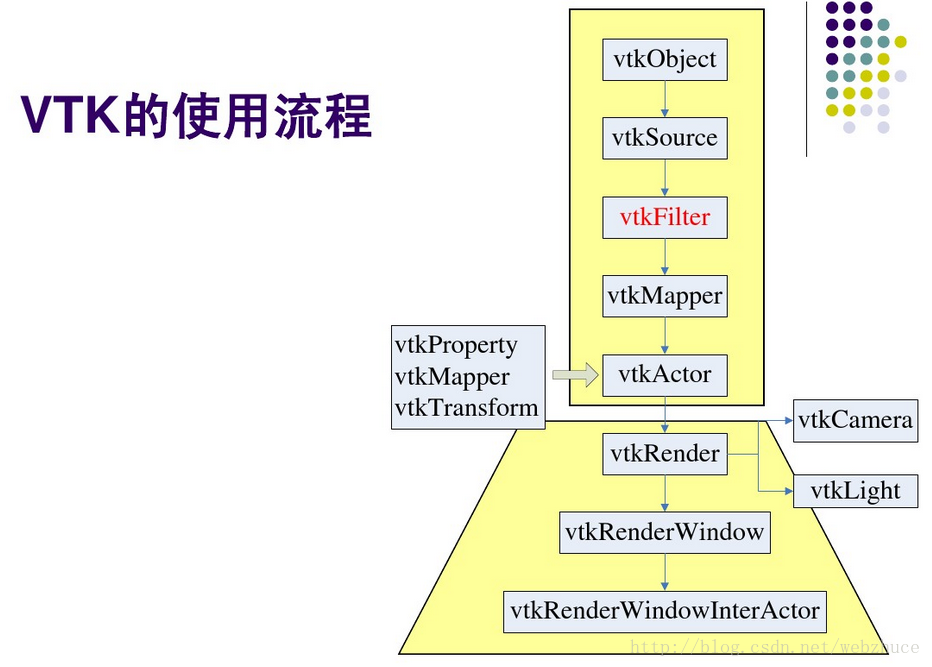 VTK的使用流程
vtkObject
vtkSource
vtkFilter
vtkMapper
vtkProperty
vtkMapper
vtkTransform
vtkActor
vtkCamera
vtkRender
vtkLight
vtkRenderWindow
vtkRenderWindowInterActor
http://blog.csdn.net/webzhuce